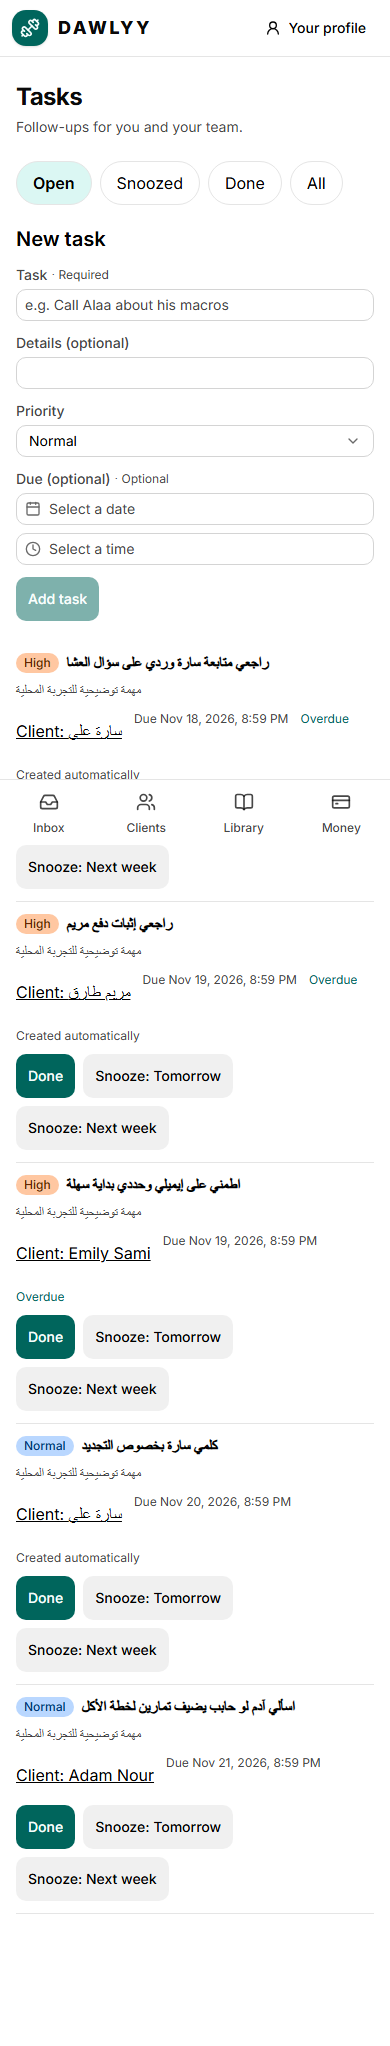 DAWLYY
Your profile
Tasks
Follow-ups for you and your team.
Open
Snoozed
Done
All
New task
Task · Required
e.g. Call Alaa about his macros
Details (optional)
Priority
Normal
Due (optional) · Optional
Select a date
Select a time
Add task
High راجعي متابعة سارة وردي على سؤال العشا
مهمة توضيحية للتجربة المحلية
Client: سارة علي Due Nov 18, 2026, 8:59 PM Overdue
Created automatically
Inbox
Clients
Library
Money
Snooze: Next week
High راجعي إثبات دفع مريم
مهمة توضيحية للتجربة المحلية
Client: مريم طارق Due Nov 19, 2026, 8:59 PM Overdue
Created automatically
Done
Snooze: Tomorrow
Snooze: Next week
High اطمني على إيميلي وحددي بداية سهلة
مهمة توضيحية للتجربة المحلية
Client: Emily Sami Due Nov 19, 2026, 8:59 PM
Overdue
Done
Snooze: Tomorrow
Snooze: Next week
Normal كلمي سارة بخصوص التجديد
مهمة توضيحية للتجربة المحلية
Client: سارة علي Due Nov 20, 2026, 8:59 PM
Created automatically
Done
Snooze: Tomorrow
Snooze: Next week
Normal اسألي آدم لو حابب يضيف تمارين لخطة الأكل
مهمة توضيحية للتجربة المحلية
Client: Adam Nour Due Nov 21, 2026, 8:59 PM
Done
Snooze: Tomorrow
Snooze: Next week